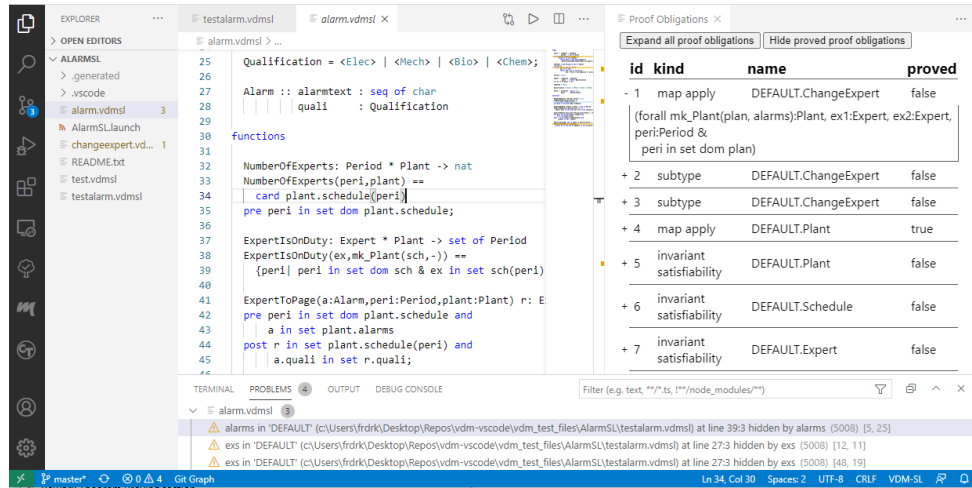 EXPLORER
OPEN EDITORS
ALARMSL
.generated
.vscode
alarm.vdmsl 3
AlarmSL.launch
changeexpert.vd... 1
README.txt
test.vdmsl
testalarm.vdmsl
3
testalarm.vdmsl
alarm.vdmsl
alarm.vdmsl > ...
25 Qualification = <Elec> | <Mech> | <Bio> | <Chem>;
26
27 Alarm :: alarmtext : seq of char
28 quali : Qualification
29
30 functions
31
32 NumberOfExperts: Period * Plant -> nat
33 NumberOfExperts(peri,plant) ==
34 card plant.schedule(peri)
35 pre peri in set dom plant.schedule;
36
37 ExpertIsOnDuty: Expert * Plant -> set of Period
38 ExpertIsOnDuty(ex,mk_Plant(sch,-)) ==
39 {peri| peri in set dom sch & ex in set sch(peri)
40
41 ExpertToPage(a:Alarm,peri:Period,plant:Plant) r: E
42 pre peri in set dom plant.schedule and
43 a in set plant.alarms
44 post r in set plant.schedule(peri) and
45 a.quali in set r.quali;
Proof Obligations
Expand all proof obligations Hide proved proof obligations
id kind name proved
- 1 map apply DEFAULT.ChangeExpert false
(forall mk_Plant(plan, alarms):Plant, ex1:Expert, ex2:Expert,
peri:Period &
peri in set dom plan)
+ 2 subtype DEFAULT.ChangeExpert false
+ 3 subtype DEFAULT.ChangeExpert false
+ 4 map apply DEFAULT.Plant true
+ 5 invariant satisfiability DEFAULT.Plant false
+ 6 invariant satisfiability DEFAULT.Schedule false
+ 7 invariant satisfiability DEFAULT.Expert false
TERMINAL PROBLEMS 4 OUTPUT DEBUG CONSOLE Filter (e.g. text, **/*.ts, !**/node_modules/**)
alarm.vdmsl 3
alarms in 'DEFAULT' (c:\Users\frdrk\Desktop\Repos\vdm-vscode\vdm_test_files\AlarmSL\testalarm.vdmsl) at line 39:3 hidden by alarms (5008) [5, 25]
exs in 'DEFAULT' (c:\Users\frdrk\Desktop\Repos\vdm-vscode\vdm_test_files\AlarmSL\testalarm.vdmsl) at line 27:3 hidden by exs (5008) [12, 11]
exs in 'DEFAULT' (c:\Users\frdrk\Desktop\Repos\vdm-vscode\vdm_test_files\AlarmSL\testalarm.vdmsl) at line 27:3 hidden by exs (5008) [48, 19]
master* 0 4 Git Graph Ln 34, Col 30 Spaces: 2 UTF-8 CRLF VDM-SL